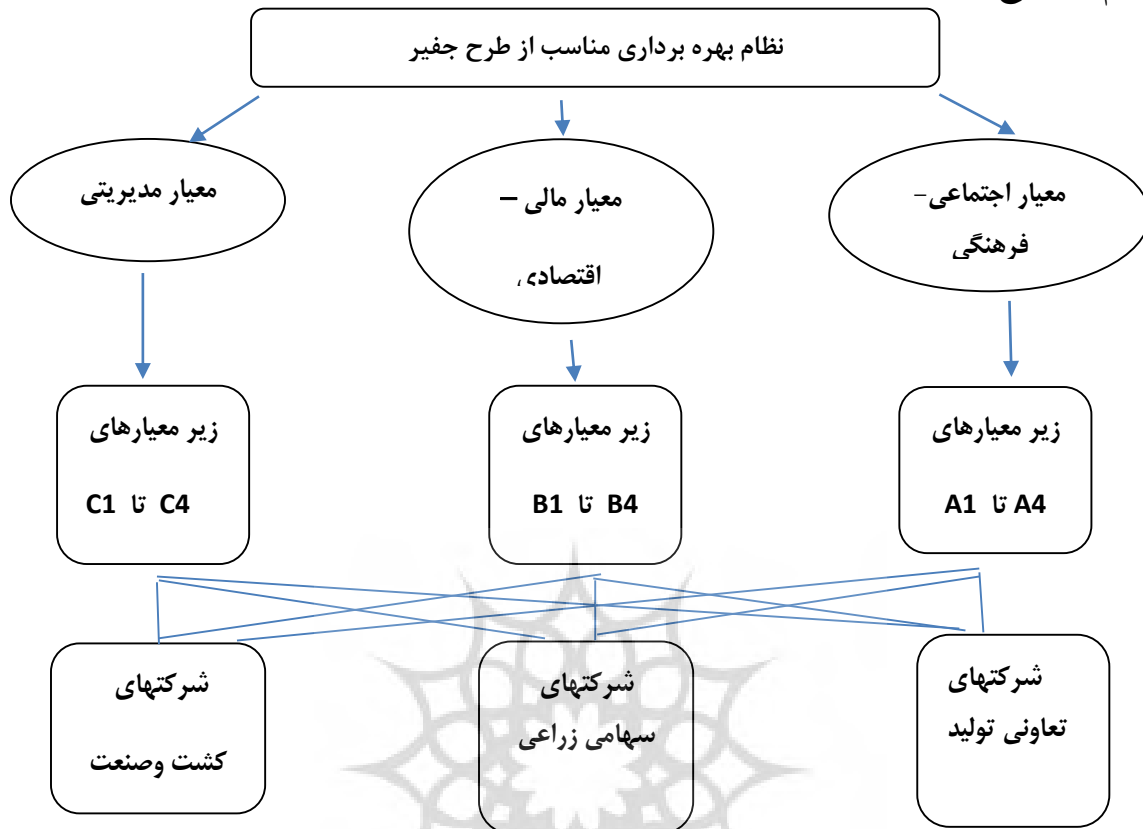 نظام بهره برداری مناسب از طرح جفیر
معیار اجتماعی-
فرهنگی
معیار مالی –
اقتصادی
معیار مدیریتی
زیر معیارهای
A1 تا A4
زیر معیارهای
B1 تا B4
زیر معیارهای
C1 تا C4
شرکتهای
تعاونی تولید
شرکتهای
سهامی زراعی
شرکتهای
کشت وصنعت